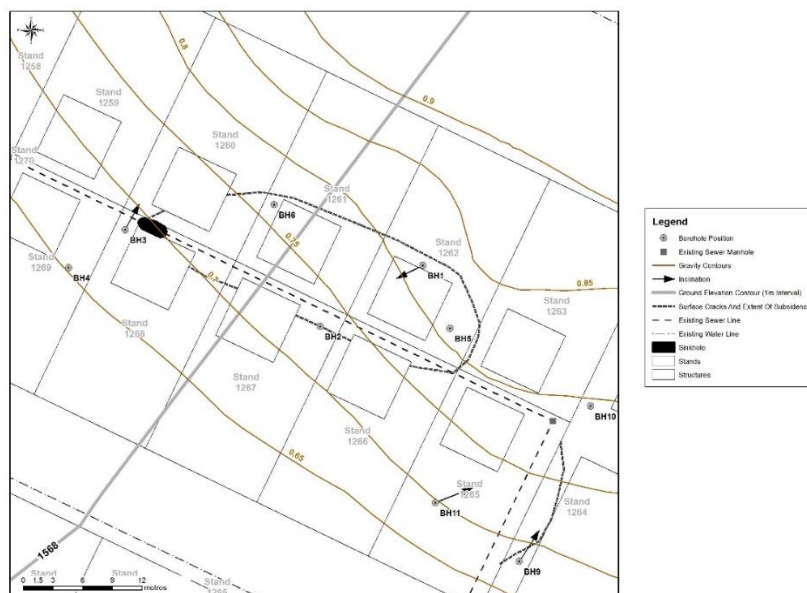 Stand
1258
Stand
1259
0.8
0.9
Stand
1260
Stand
1270
Stand
1261
BH6
BH3
Stand
1262
Stand
1269
BH4
0.75
BH1
0.85
Stand
1263
Stand
1268
BH2
BH5
Stand
1267
Stand
1266
BH10
0.65
Stand
1265
BH11
Stand
1264
1568
BH9
Stand
Stand
0 1.5 3 6 9 12
metres
Legend
Borehole Position
Existing Sewer Manhole
Gravity Contours
Inclination
Ground Elevation Contour (1m Interval)
Surface Cracks And Extent Of Subsidence
Existing Sewer Line
Existing Water Line
Sinkhole
Stands
Structures